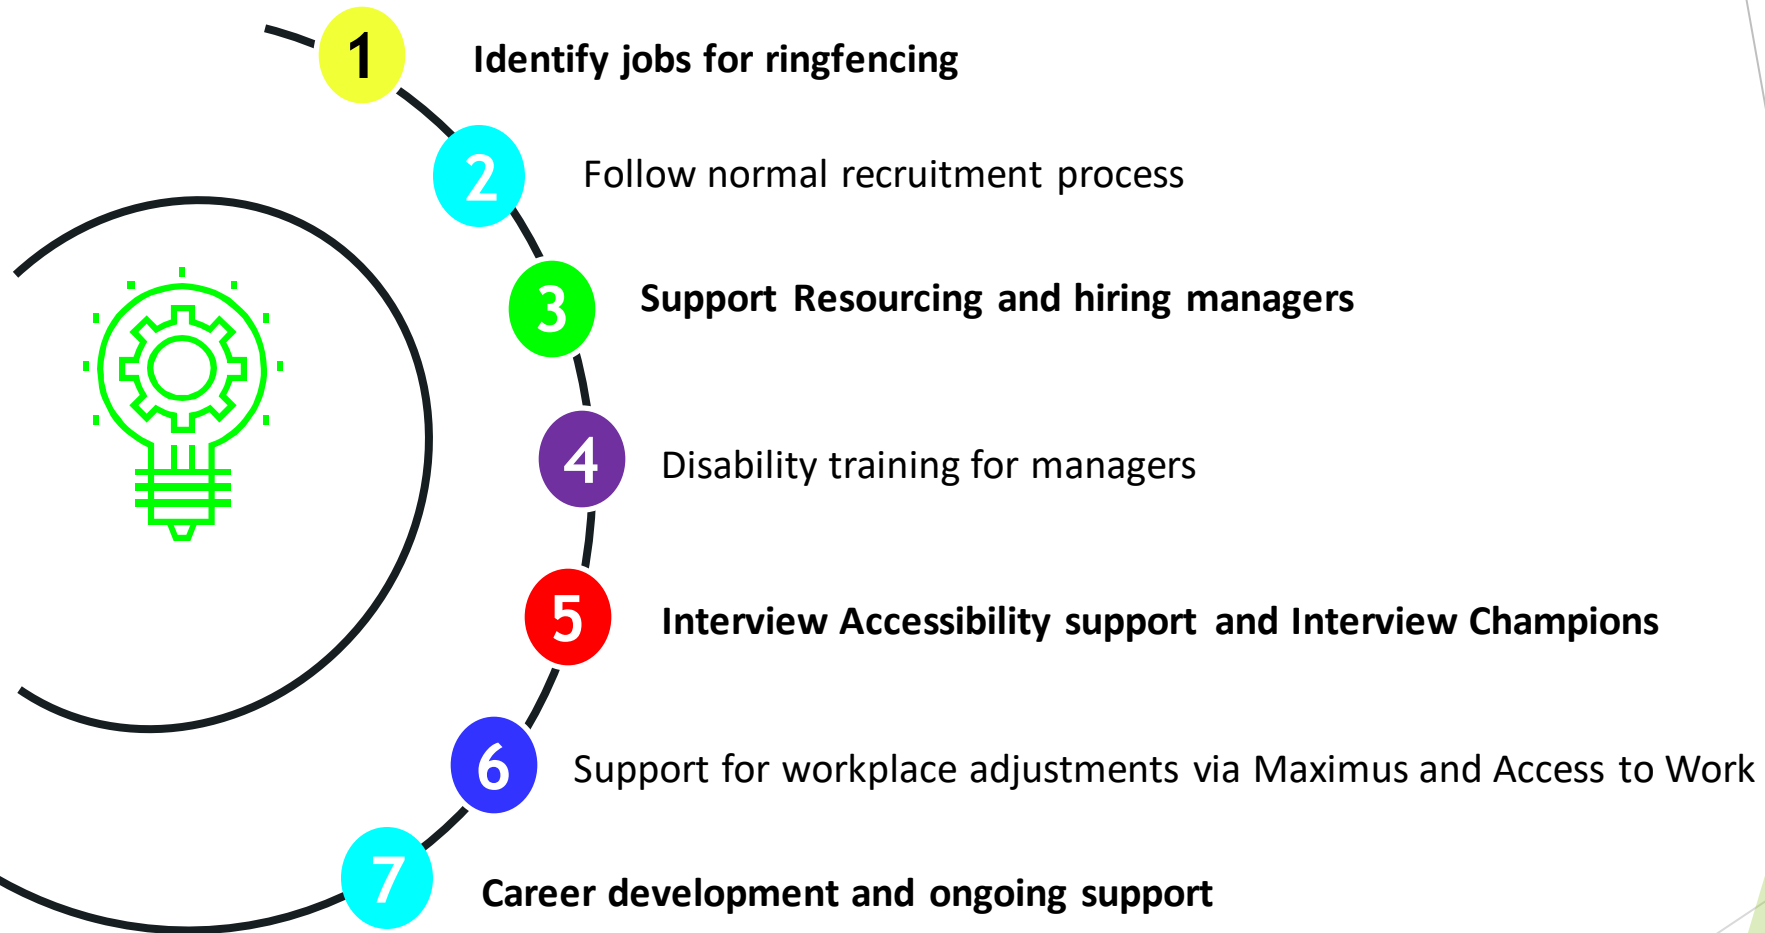 1 Identify jobs for ringfencing
2 Follow normal recruitment process
3 Support Resourcing and hiring managers
4 Disability training for managers
5 Interview Accessibility support and Interview Champions
6 Support for workplace adjustments via Maximus and Access to Work
7 Career development and ongoing support